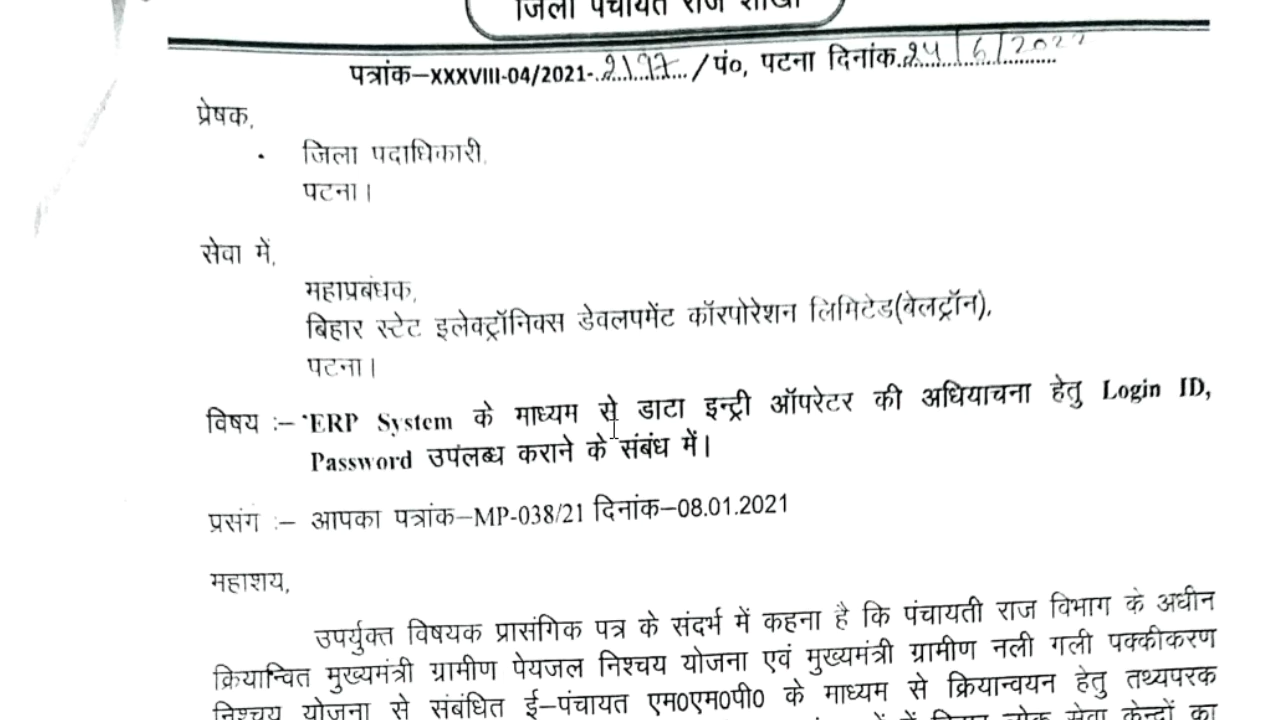 जिला पंचायत राज शाखा
पत्रांक–XXXVIII-04/2021-..2197.../पं०, पटना दिनांक.24/6/2022
प्रेषक,
जिला पदाधिकारी,
पटना।
सेवा में,
महाप्रबंधक,
बिहार स्टेट इलेक्ट्रॉनिक्स डेवलपमेंट कॉरपोरेशन लिमिटेड(बेलट्रॉन),
पटना।
विषय :– ERP System के माध्यम से डाटा इन्ट्री ऑपरेटर की अधियाचना हेतु Login ID,
Password उपलब्ध कराने के संबंध में।
प्रसंग :– आपका पत्रांक–MP-038/21 दिनांक–08.01.2021
महाशय,
उपर्युक्त विषयक प्रासंगिक पत्र के संदर्भ में कहना है कि पंचायती राज विभाग के अधीन
क्रियान्वित मुख्यमंत्री ग्रामीण पेयजल निश्चय योजना एवं मुख्यमंत्री ग्रामीण नली गली पक्कीकरण
निश्चय योजना से संबंधित ई–पंचायत एम0एम0पी0 के माध्यम से क्रियान्वयन हेतु तथ्यपरक
लोक सेवा केन्द्रों का